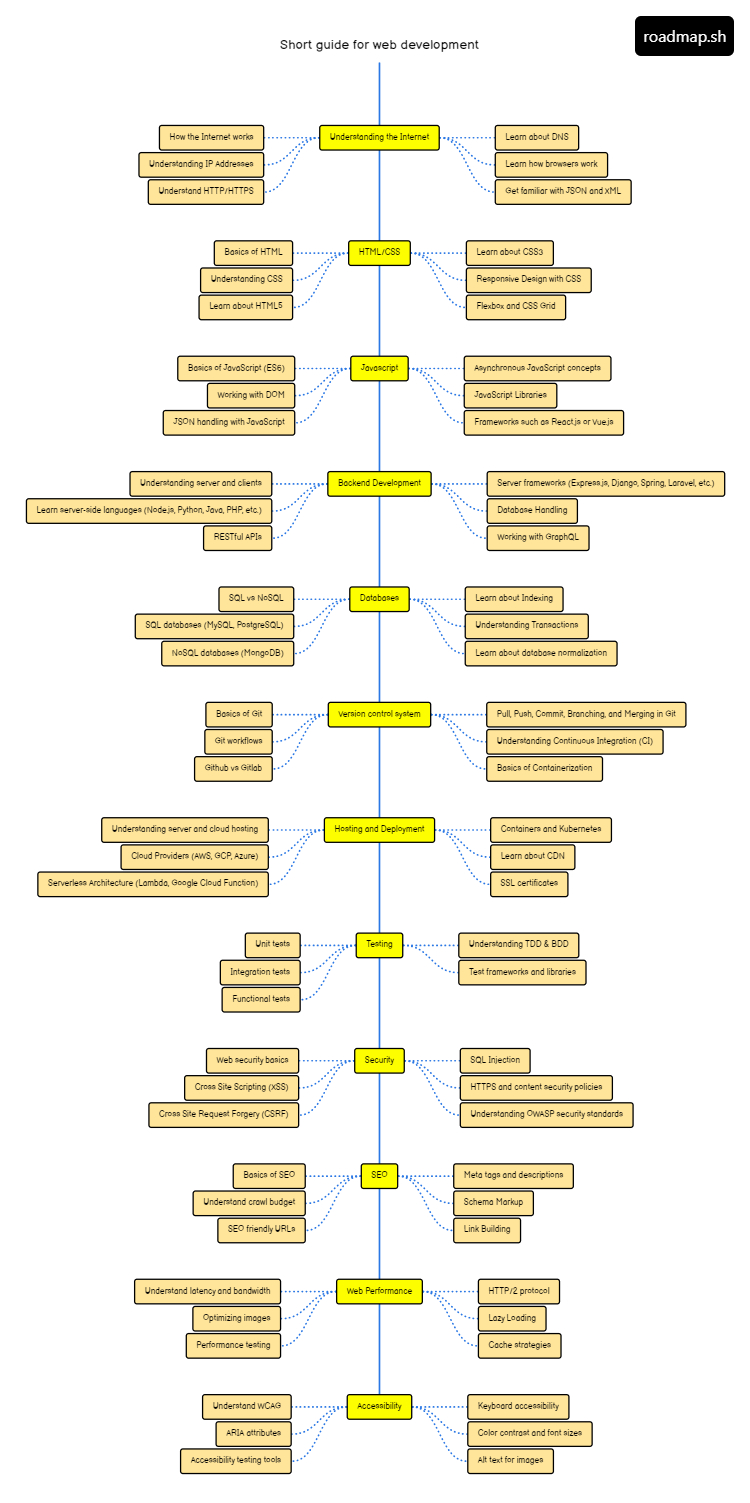 roadmap.sh
Short guide for web development
Understanding the Internet
How the Internet works
Understanding IP Addresses
Understand HTTP/HTTPS
Learn about DNS
Learn how browsers work
Get familiar with JSON and XML
HTML/CSS
Basics of HTML
Understanding CSS
Learn about HTML5
Learn about CSS3
Responsive Design with CSS
Flexbox and CSS Grid
Javascript
Basics of JavaScript (ES6)
Working with DOM
JSON handling with JavaScript
Asynchronous JavaScript concepts
JavaScript Libraries
Frameworks such as React.js or Vue.js
Backend Development
Understanding server and clients
Learn server-side languages (Node.js, Python, Java, PHP, etc.)
RESTful APIs
Server frameworks (Express.js, Django, Spring, Laravel, etc.)
Database Handling
Working with GraphQL
Databases
SQL vs NoSQL
SQL databases (MySQL, PostgreSQL)
NoSQL databases (MongoDB)
Learn about Indexing
Understanding Transactions
Learn about database normalization
Version control system
Basics of Git
Git workflows
Github vs Gitlab
Pull, Push, Commit, Branching, and Merging in Git
Understanding Continuous Integration (CI)
Basics of Containerization
Hosting and Deployment
Understanding server and cloud hosting
Cloud Providers (AWS, GCP, Azure)
Serverless Architecture (Lambda, Google Cloud Function)
Containers and Kubernetes
Learn about CDN
SSL certificates
Testing
Unit tests
Integration tests
Functional tests
Understanding TDD & BDD
Test frameworks and libraries
Security
Web security basics
Cross Site Scripting (XSS)
Cross Site Request Forgery (CSRF)
SQL Injection
HTTPS and content security policies
Understanding OWASP security standards
SEO
Basics of SEO
Understand crawl budget
SEO friendly URLs
Meta tags and descriptions
Schema Markup
Link Building
Web Performance
Understand latency and bandwidth
Optimizing images
Performance testing
HTTP/2 protocol
Lazy Loading
Cache strategies
Accessibility
Understand WCAG
ARIA attributes
Accessibility testing tools
Keyboard accessibility
Color contrast and font sizes
Alt text for images